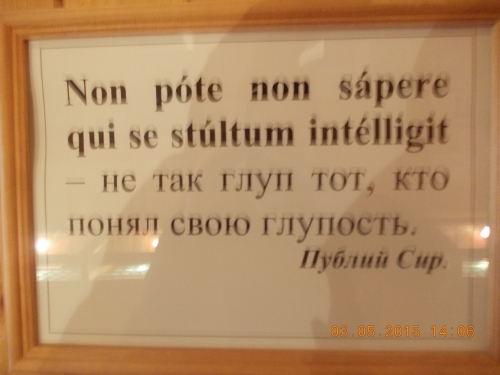 Non póte non sápere
qui se stúltum intélligit
– не так глуп тот, кто
понял свою глупость.
Публий Сир.
03.05.2015 14:06